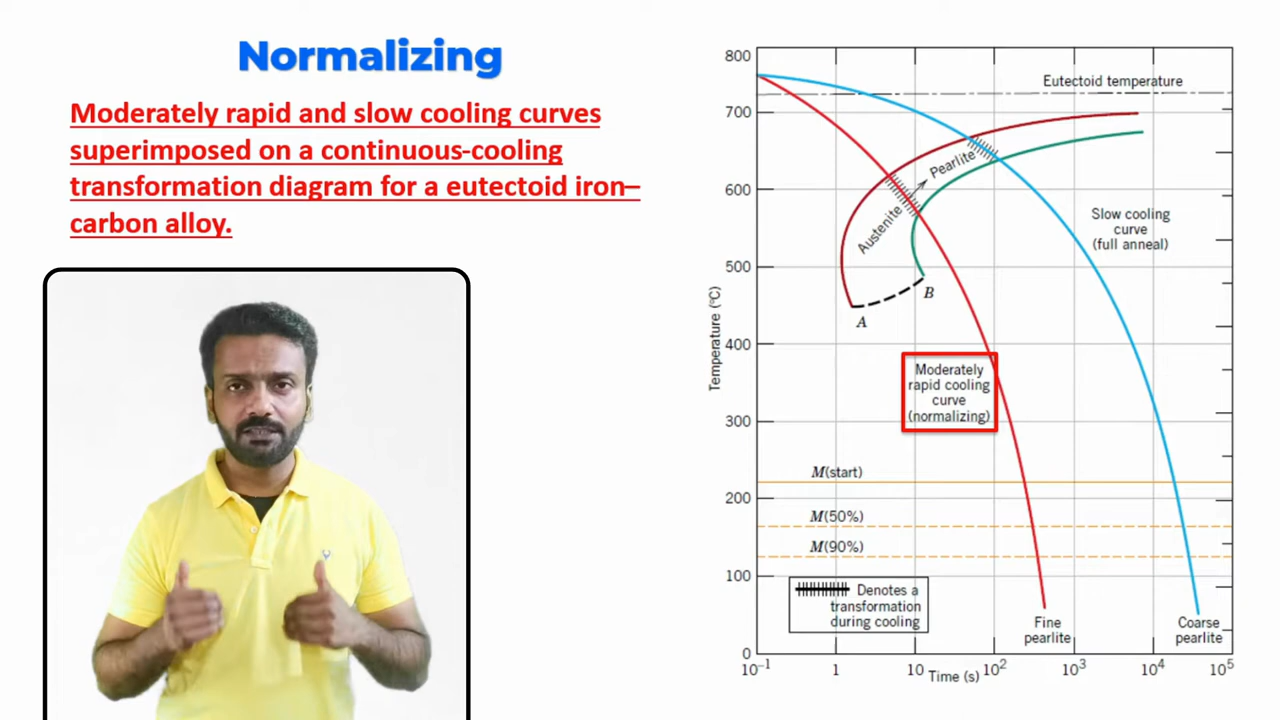 Normalizing
Moderately rapid and slow cooling curves
superimposed on a continuous-cooling
transformation diagram for a eutectoid iron–
carbon alloy.
800
700
600
500
400
300
200
100
0
Temperature (°C)
Eutectoid temperature
Pearlite
Austenite
Slow cooling
curve
(full anneal)
B
A
Moderately
rapid cooling
curve
(normalizing)
M(start)
M(50%)
M(90%)
Denotes a
transformation
during cooling
Fine
pearlite
Coarse
pearlite
10⁻¹ 1 10 10² 10³ 10⁴ 10⁵
Time (s)